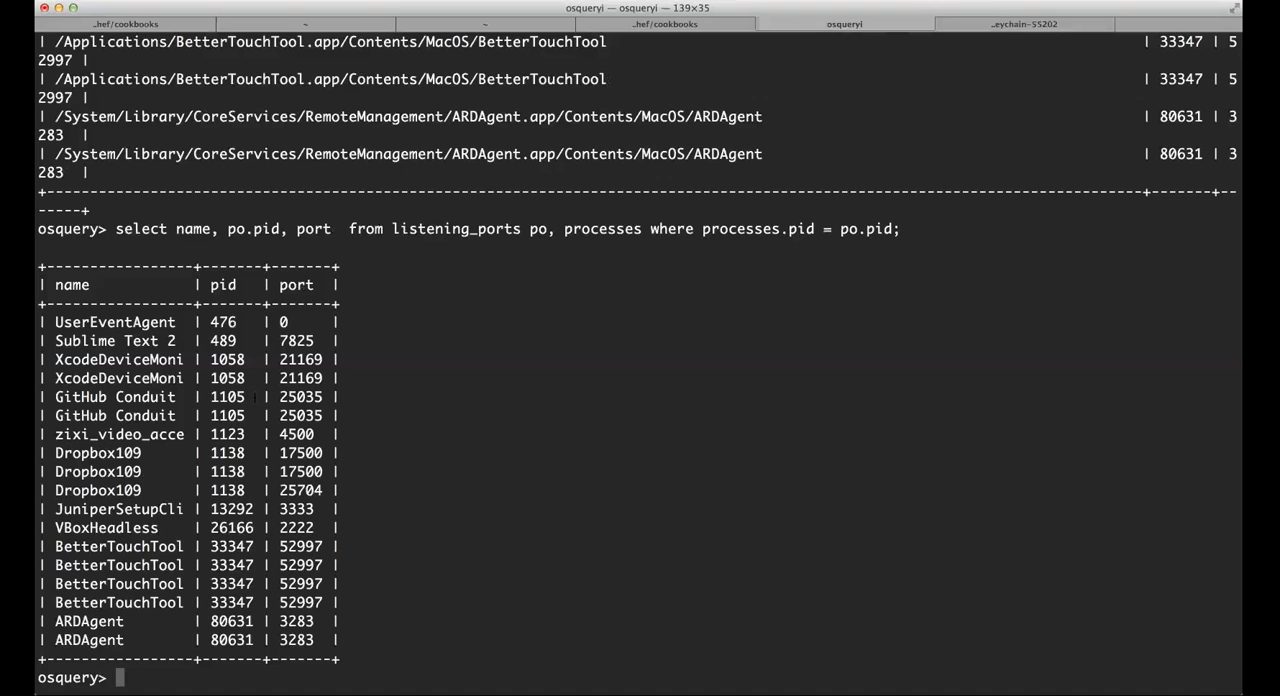 osqueryi — osqueryi — 139×35
..hef/cookbooks ~ ~ ..hef/cookbooks osqueryi ..eychain-55202
| /Applications/BetterTouchTool.app/Contents/MacOS/BetterTouchTool | 33347 | 5
2997 |
| /Applications/BetterTouchTool.app/Contents/MacOS/BetterTouchTool | 33347 | 5
2997 |
| /System/Library/CoreServices/RemoteManagement/ARDAgent.app/Contents/MacOS/ARDAgent | 80631 | 3
283 |
| /System/Library/CoreServices/RemoteManagement/ARDAgent.app/Contents/MacOS/ARDAgent | 80631 | 3
283 |
+---------------------------------------------------------------------------------------------------------------------------------+-------+--
-----+
osquery> select name, po.pid, port  from listening_ports po, processes where processes.pid = po.pid;
+-----------------+-------+-------+
| name            | pid   | port  |
+-----------------+-------+-------+
| UserEventAgent  | 476   | 0     |
| Sublime Text 2  | 489   | 7825  |
| XcodeDeviceMoni | 1058  | 21169 |
| XcodeDeviceMoni | 1058  | 21169 |
| GitHub Conduit  | 1105  | 25035 |
| GitHub Conduit  | 1105  | 25035 |
| zixi_video_acce | 1123  | 4500  |
| Dropbox109      | 1138  | 17500 |
| Dropbox109      | 1138  | 17500 |
| Dropbox109      | 1138  | 25704 |
| JuniperSetupCli | 13292 | 3333  |
| VBoxHeadless    | 26166 | 2222  |
| BetterTouchTool | 33347 | 52997 |
| BetterTouchTool | 33347 | 52997 |
| BetterTouchTool | 33347 | 52997 |
| BetterTouchTool | 33347 | 52997 |
| ARDAgent        | 80631 | 3283  |
| ARDAgent        | 80631 | 3283  |
+-----------------+-------+-------+
osquery>